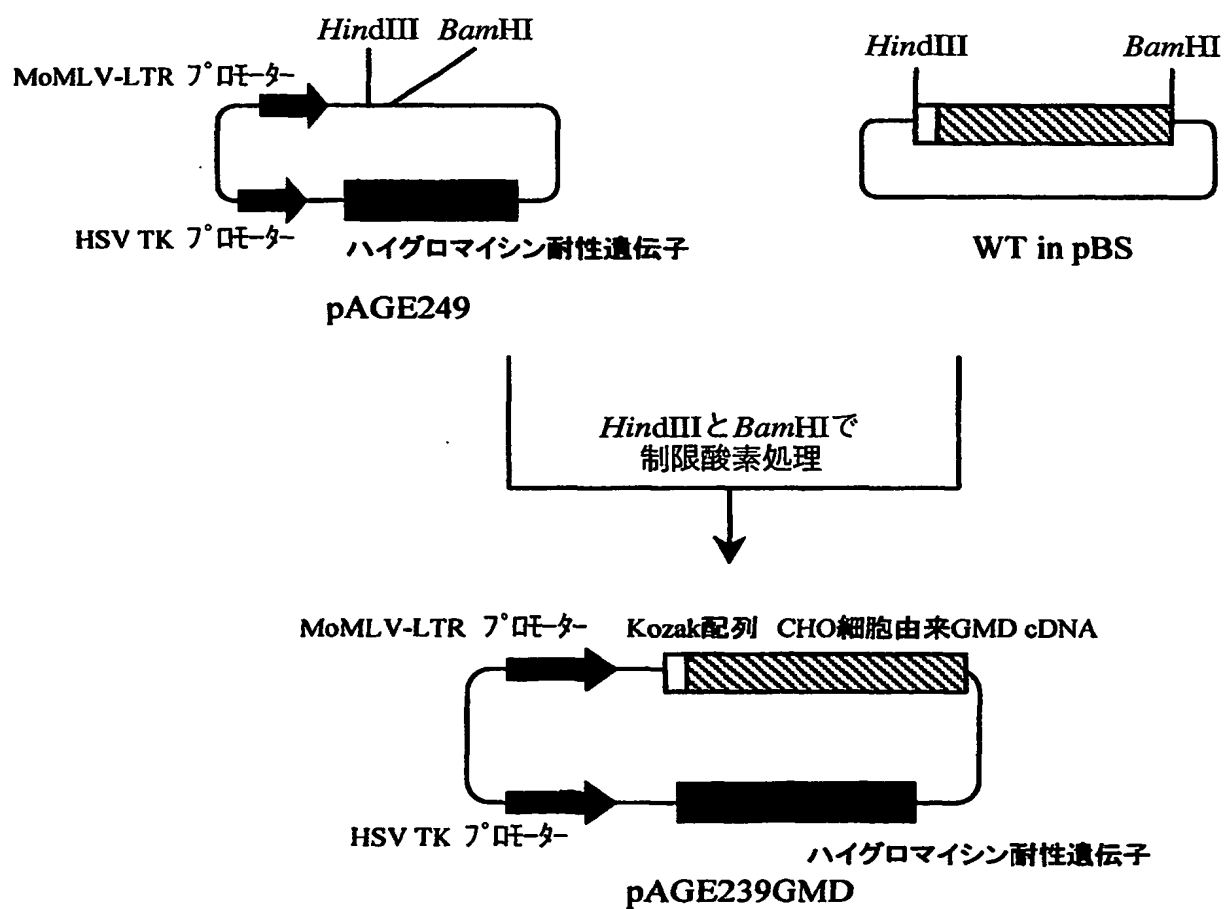 HindIII BamHI
MoMLV-LTR プロモーター
HSV TK プロモーター
ハイグロマイシン耐性遺伝子
pAGE249
HindIII BamHI
WT in pBS
HindIIIとBamHIで
制限酸素処理
MoMLV-LTR プロモーター Kozak配列 CHO細胞由来GMD cDNA
HSV TK プロモーター
ハイグロマイシン耐性遺伝子
pAGE239GMD